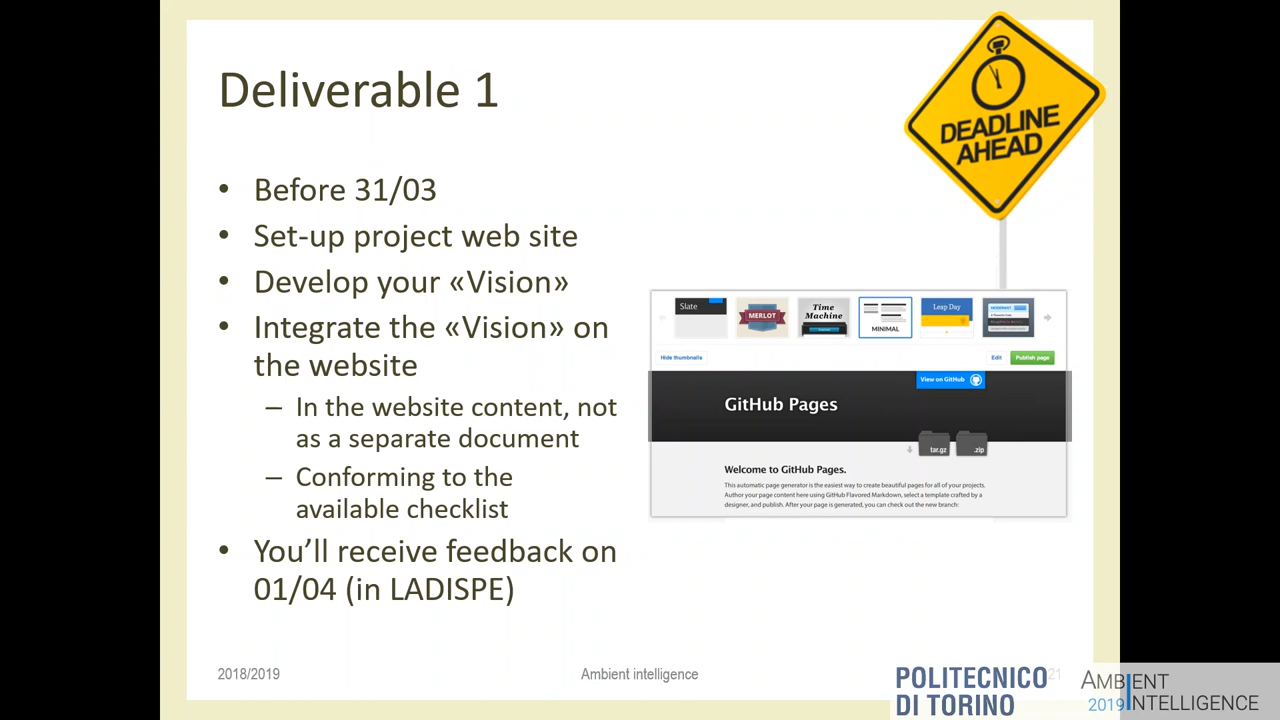 Deliverable 1
DEADLINE
AHEAD
• Before 31/03
• Set-up project web site
• Develop your «Vision»
• Integrate the «Vision» on
the website
– In the website content, not
as a separate document
– Conforming to the
available checklist
• You’ll receive feedback on
01/04 (in LADISPE)
Slate
MERLOT
Time
Machine
MINIMAL
Leap Day
Hide thumbnails
Edit
Publish page
View on GitHub
GitHub Pages
tar.gz
.zip
Welcome to GitHub Pages.
This automatic page generator is the easiest way to create beautiful pages for all of your projects.
Author your page content here using GitHub Flavored Markdown, select a template crafted by a
designer, and publish. After your page is generated, you can check out the new branch:
2018/2019
Ambient intelligence
21
POLITECNICO
DI TORINO
AMBIENT
2019 INTELLIGENCE